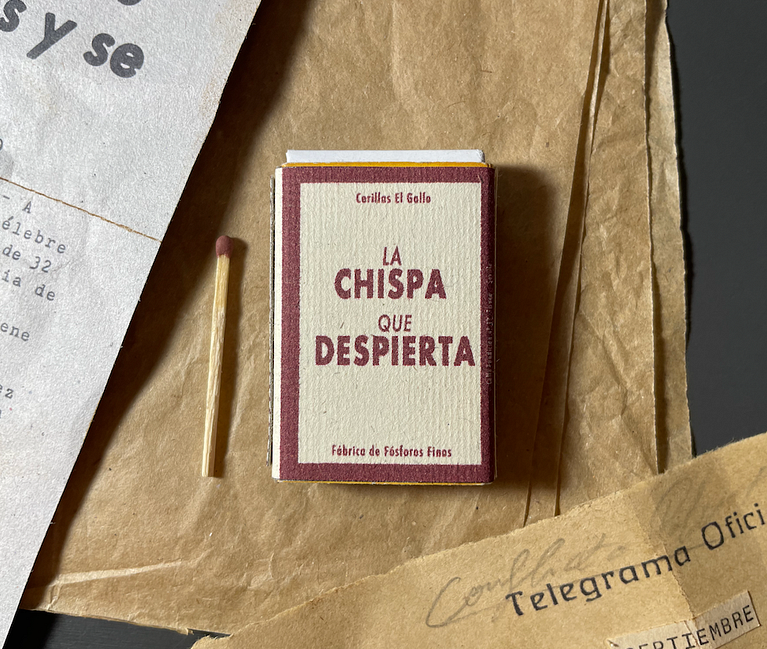 s y se
- A
élebre
de 32
ia de
ene
ez
Cerillas El Gallo
LA
CHISPA
QUE
DESPIERTA
Fábrica de Fósforos Finos
Telegrama Ofici
SEPTIEMBRE